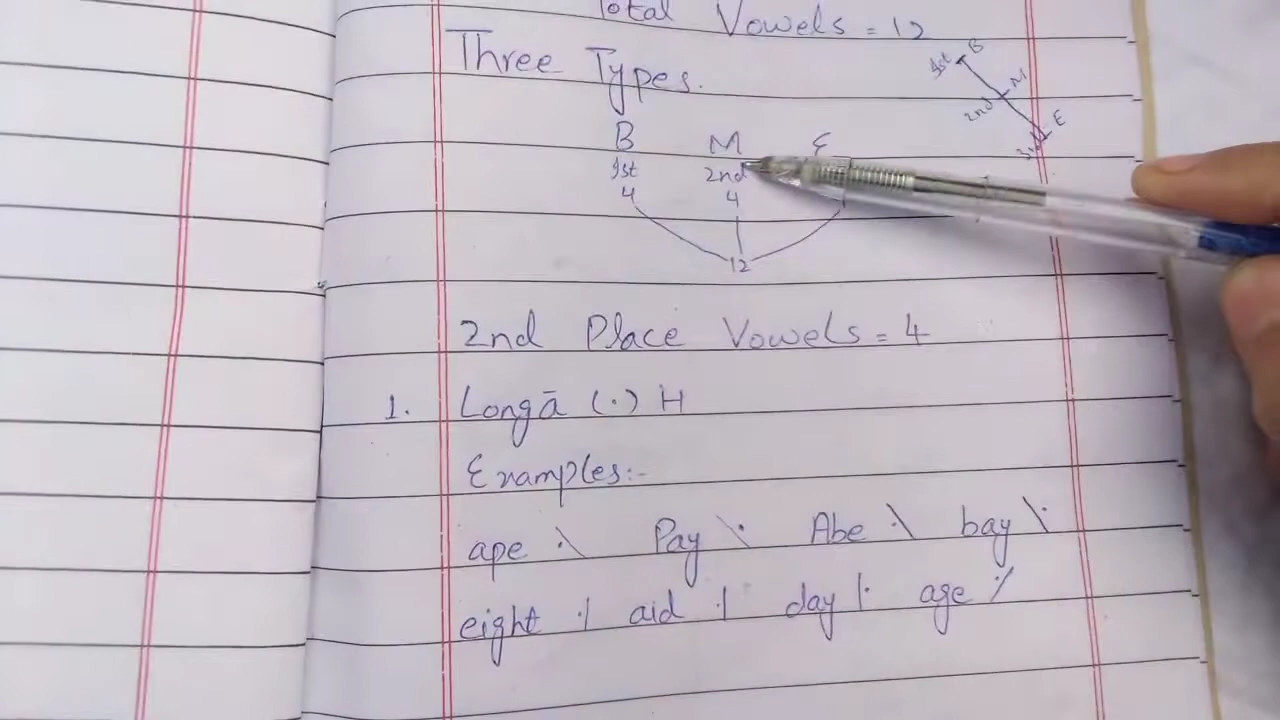 Total Vowels = 12
Three Types.
1st B
2nd M
3rd E
B M E
1st 2nd
4 4
12
2nd Place Vowels = 4
1. Long ā (.) H
Examples:-
ape .\ Pay \. Abe .\ bay \.
eight .| aid .| day |. age ./